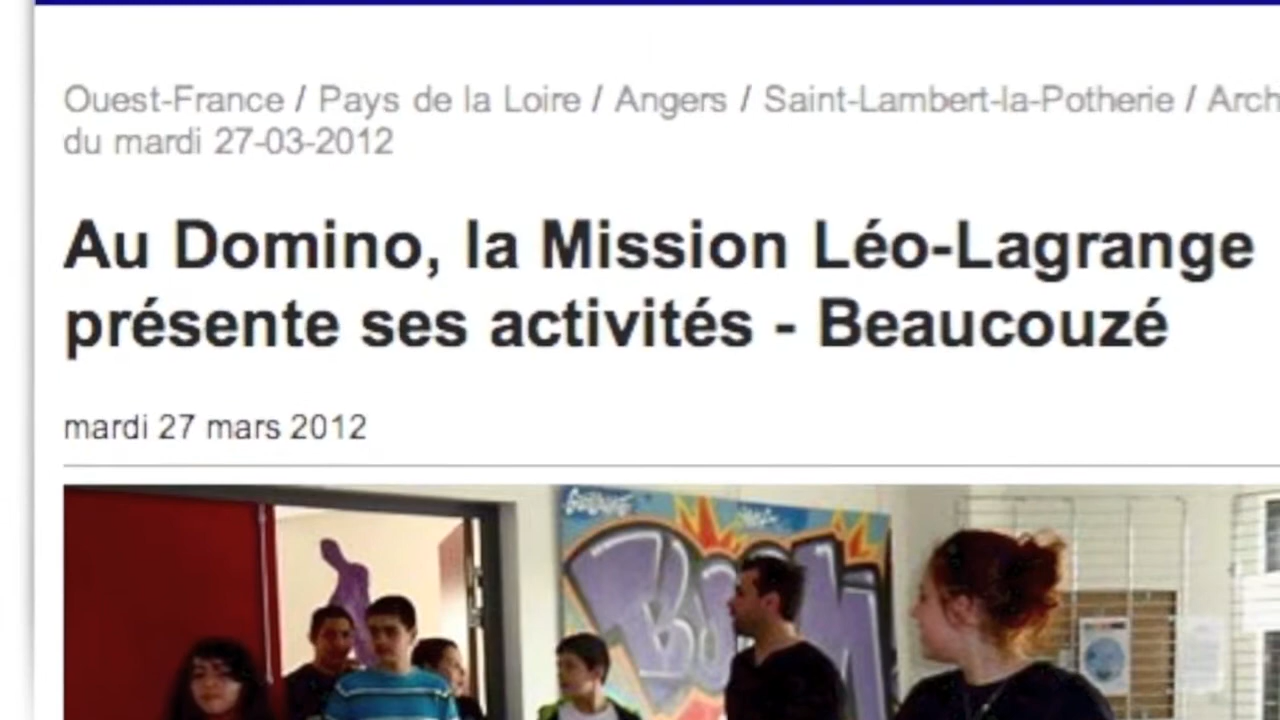 Ouest-France / Pays de la Loire / Angers / Saint-Lambert-la-Potherie / Arch
du mardi 27-03-2012
Au Domino, la Mission Léo-Lagrange
présente ses activités - Beaucouzé
mardi 27 mars 2012